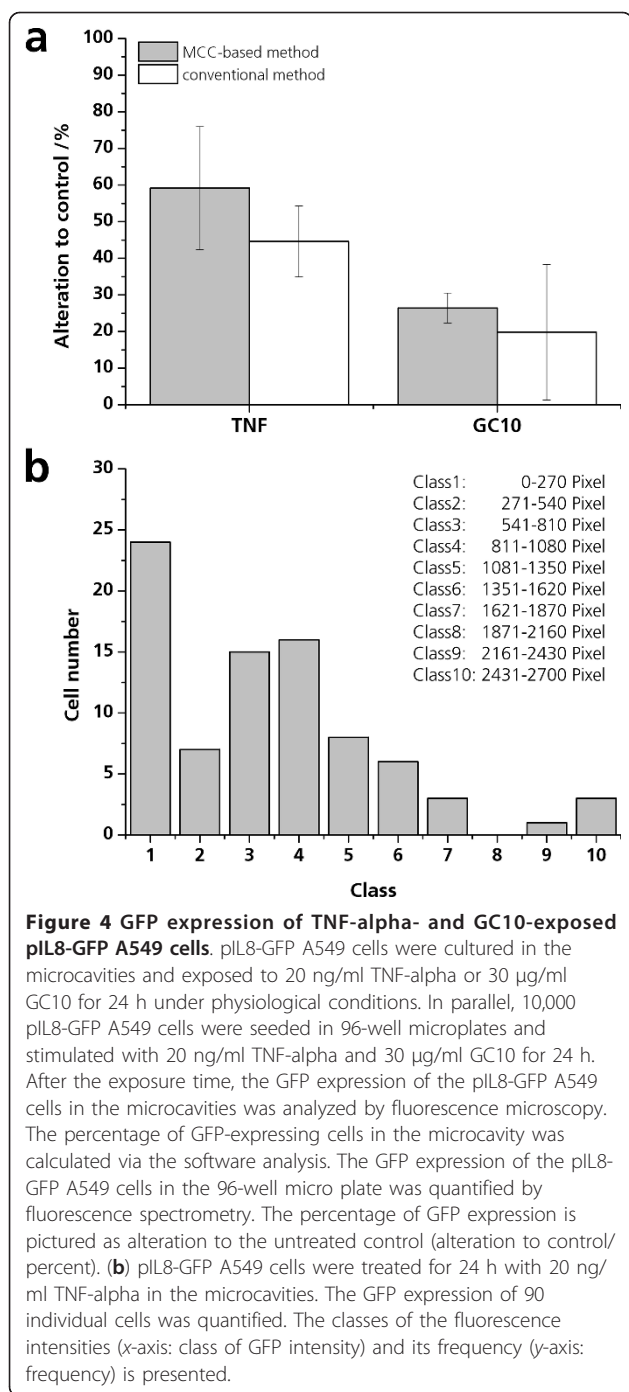 a
100
90
80
70
60
50
40
30
20
10
0
Alteration to control /%
MCC-based method
conventional method
TNF
GC10
b
30
25
20
15
10
5
0
Cell number
Class1: 0-270 Pixel
Class2: 271-540 Pixel
Class3: 541-810 Pixel
Class4: 811-1080 Pixel
Class5: 1081-1350 Pixel
Class6: 1351-1620 Pixel
Class7: 1621-1870 Pixel
Class8: 1871-2160 Pixel
Class9: 2161-2430 Pixel
Class10: 2431-2700 Pixel
1 2 3 4 5 6 7 8 9 10
Class
Figure 4 GFP expression of TNF-alpha- and GC10-exposed
pIL8-GFP A549 cells. pIL8-GFP A549 cells were cultured in the
microcavities and exposed to 20 ng/ml TNF-alpha or 30 μg/ml
GC10 for 24 h under physiological conditions. In parallel, 10,000
pIL8-GFP A549 cells were seeded in 96-well microplates and
stimulated with 20 ng/ml TNF-alpha and 30 μg/ml GC10 for 24 h.
After the exposure time, the GFP expression of the pIL8-GFP A549
cells in the microcavities was analyzed by fluorescence microscopy.
The percentage of GFP-expressing cells in the microcavity was
calculated via the software analysis. The GFP expression of the pIL8-
GFP A549 cells in the 96-well micro plate was quantified by
fluorescence spectrometry. The percentage of GFP expression is
pictured as alteration to the untreated control (alteration to control/
percent). (b) pIL8-GFP A549 cells were treated for 24 h with 20 ng/
ml TNF-alpha in the microcavities. The GFP expression of 90
individual cells was quantified. The classes of the fluorescence
intensities (x-axis: class of GFP intensity) and its frequency (y-axis:
frequency) is presented.